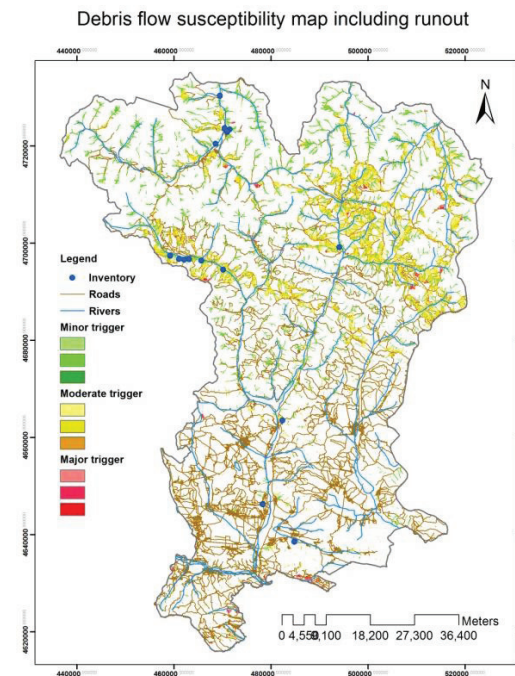 Debris flow susceptibility map including runout
440000 460000 480000 500000 520000
N
4720000
4700000
4680000
4660000
4640000
4620000
Legend
Inventory
Roads
Rivers
Minor trigger
Moderate trigger
Major trigger
Meters
0 4,550 9,100 18,200 27,300 36,400
440000 460000 480000 500000 520000